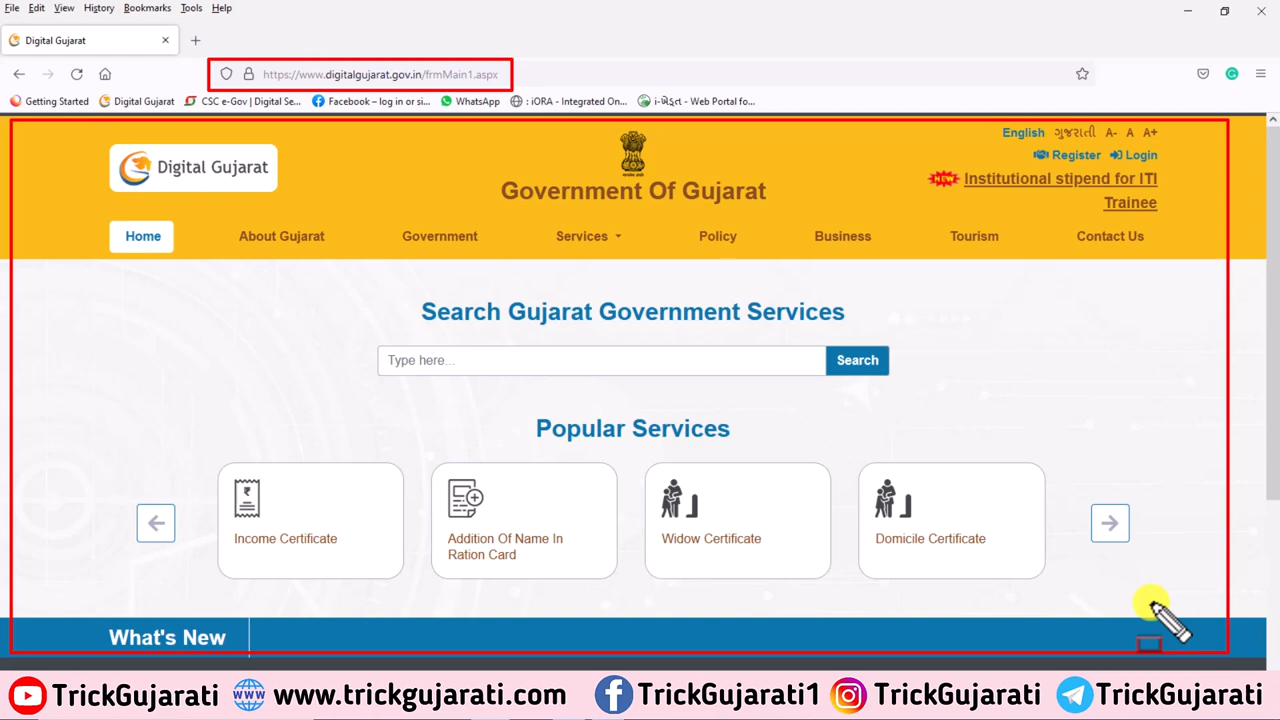 File Edit View History Bookmarks Tools Help
Digital Gujarat
https://www.digitalgujarat.gov.in/frmMain1.aspx
Getting Started Digital Gujarat CSC e-Gov | Digital Se... Facebook – log in or si... WhatsApp : iORA - Integrated On... i-ખેડૂત - Web Portal fo...
English ગુજરાતી A- A A+
Digital Gujarat
Register Login
NEW Institutional stipend for ITI
Trainee
Government Of Gujarat
Home About Gujarat Government Services Policy Business Tourism Contact Us
Search Gujarat Government Services
Type here... Search
Popular Services
Income Certificate
Addition Of Name In
Ration Card
Widow Certificate
Domicile Certificate
What's New
TrickGujarati www.trickgujarati.com TrickGujarati1 TrickGujarati TrickGujarati